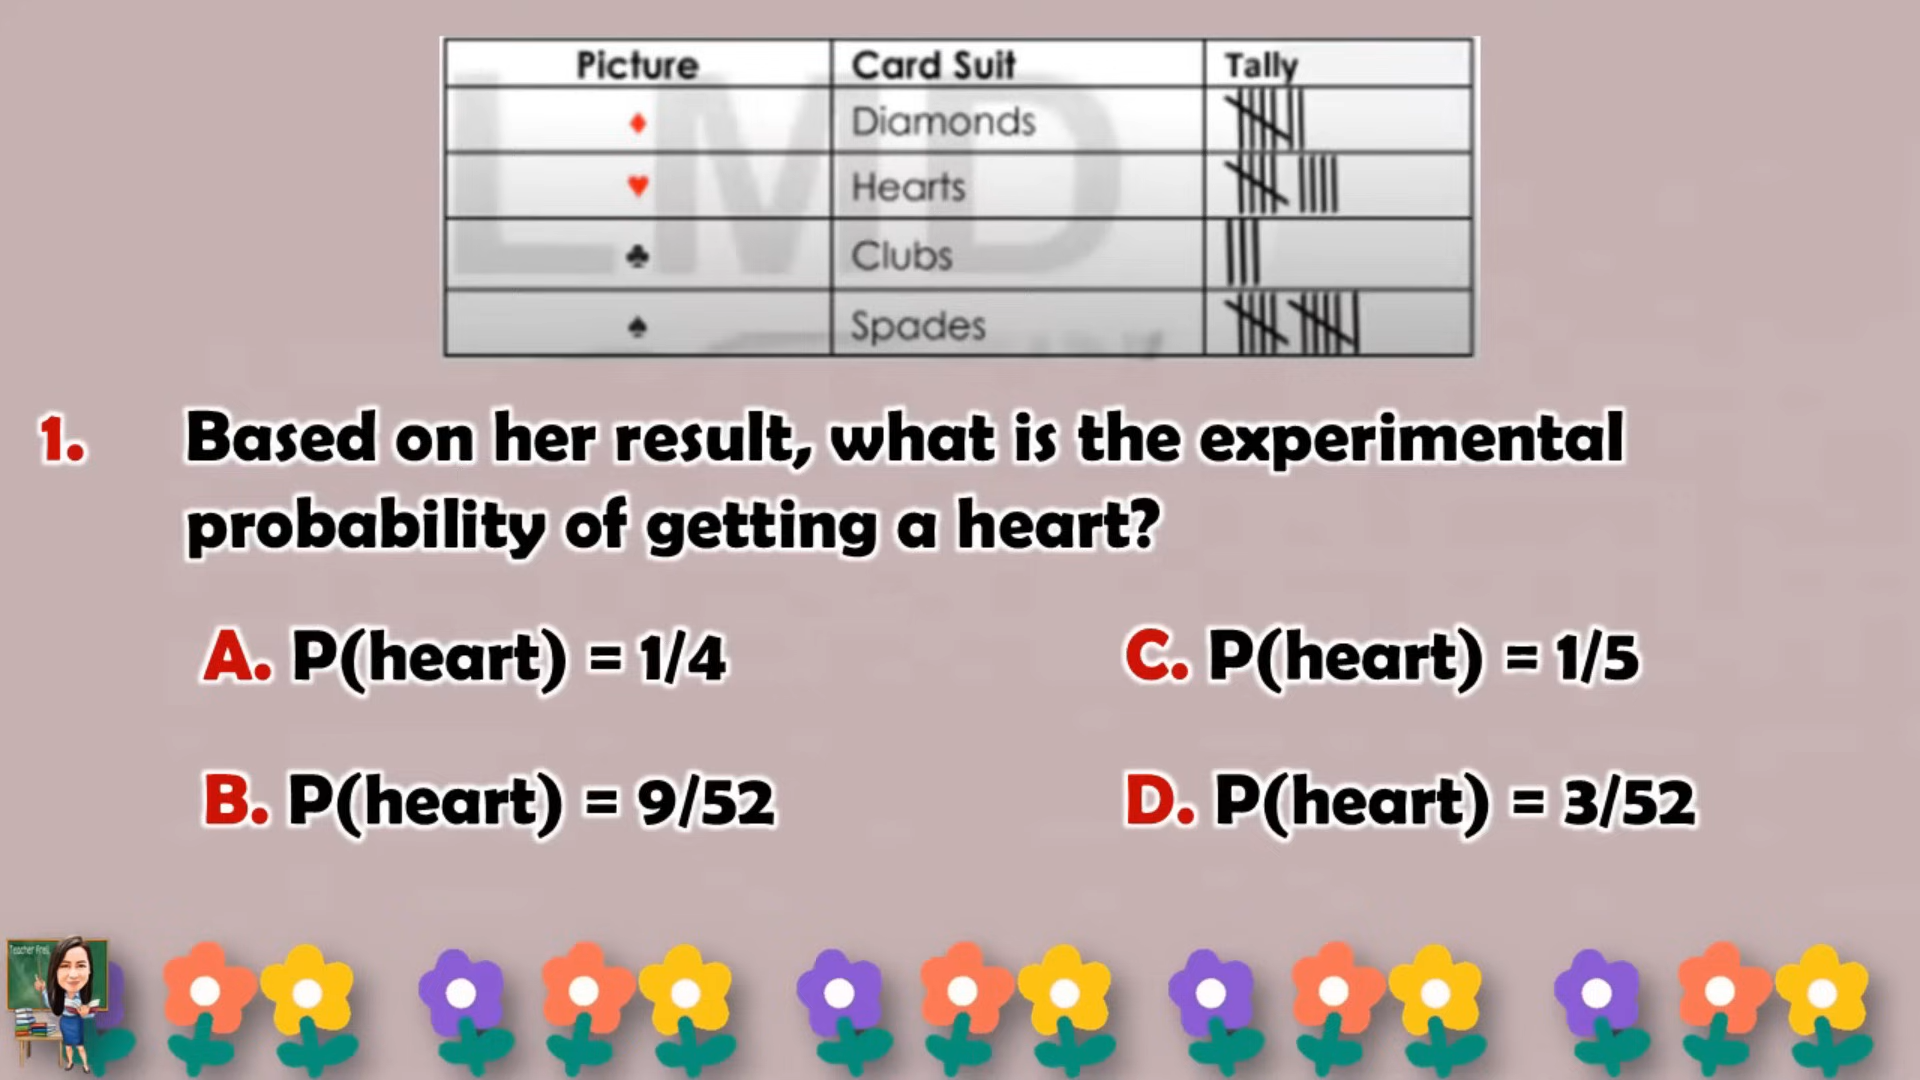 Picture Card Suit Tally
Diamonds
Hearts
Clubs
Spades
LMD
1. Based on her result, what is the experimental
probability of getting a heart?
A. P(heart) = 1/4 C. P(heart) = 1/5
B. P(heart) = 9/52 D. P(heart) = 3/52